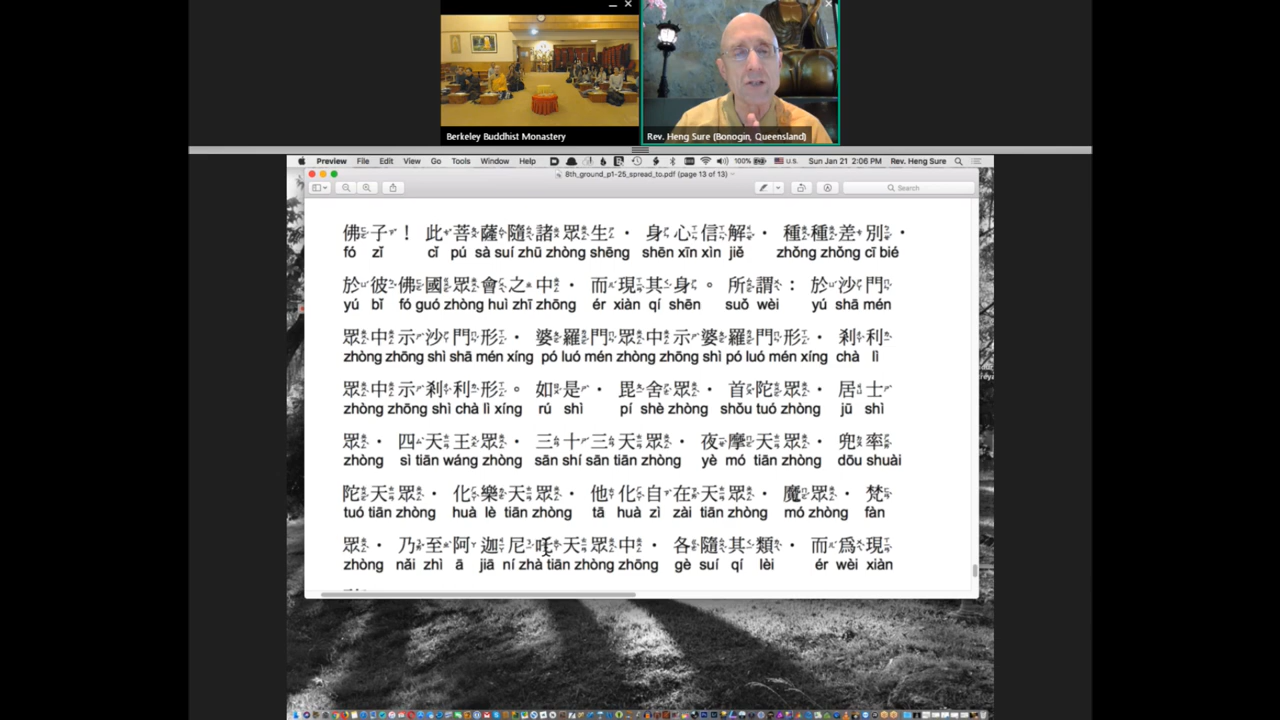 Berkeley Buddhist Monastery
Rev. Heng Sure (Bonogin, Queensland)
Preview File Edit View Go Tools Window Help 100% U.S. Sun Jan 21 2:06 PM Rev. Heng Sure
8th_ground_p1-25_spread_to.pdf (page 13 of 13)
Search
佛子！此菩薩隨諸眾生・身心信解・種種差別・
fó zǐ cǐ pú sà suí zhū zhòng shēng shēn xīn xìn jiě zhǒng zhǒng cī bié
於彼佛國眾會之中・而現其身。所謂：於沙門
yú bǐ fó guó zhòng huì zhī zhōng ér xiàn qí shēn suǒ wèi yú shā mén
眾中示沙門形・婆羅門眾中示婆羅門形・剎利
zhòng zhōng shì shā mén xíng pó luó mén zhòng zhōng shì pó luó mén xíng chà lì
眾中示剎利形。如是・毘舍眾・首陀眾・居士
zhòng zhōng shì chà lì xíng rú shì pí shè zhòng shǒu tuó zhòng jū shì
眾・四天王眾・三十三天眾・夜摩天眾・兜率
zhòng sì tiān wáng zhòng sān shí sān tiān zhòng yè mó tiān zhòng dōu shuài
陀天眾・化樂天眾・他化自在天眾・魔眾・梵
tuó tiān zhòng huà lè tiān zhòng tā huà zì zài tiān zhòng mó zhòng fàn
眾・乃至阿迦尼吒天眾中・各隨其類・而為現
zhòng nǎi zhì ā jiā ní zhà tiān zhòng zhōng gè suí qí lèi ér wèi xiàn